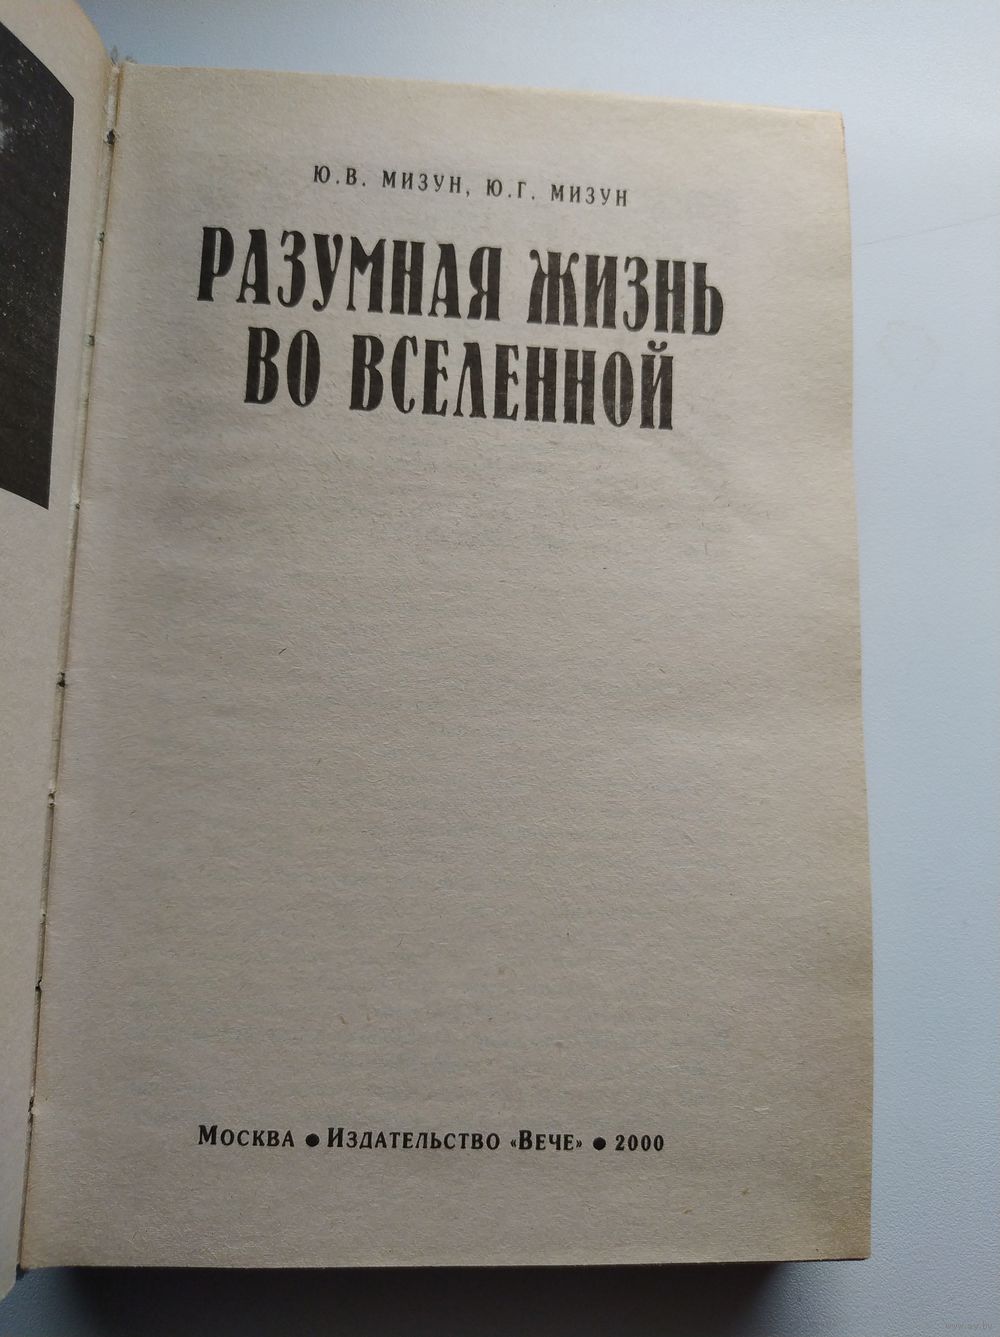 Ю.В. МИЗУН, Ю.Г. МИЗУН
РАЗУМНАЯ ЖИЗНЬ
ВО ВСЕЛЕННОЙ
МОСКВА ● ИЗДАТЕЛЬСТВО «ВЕЧЕ» ● 2000